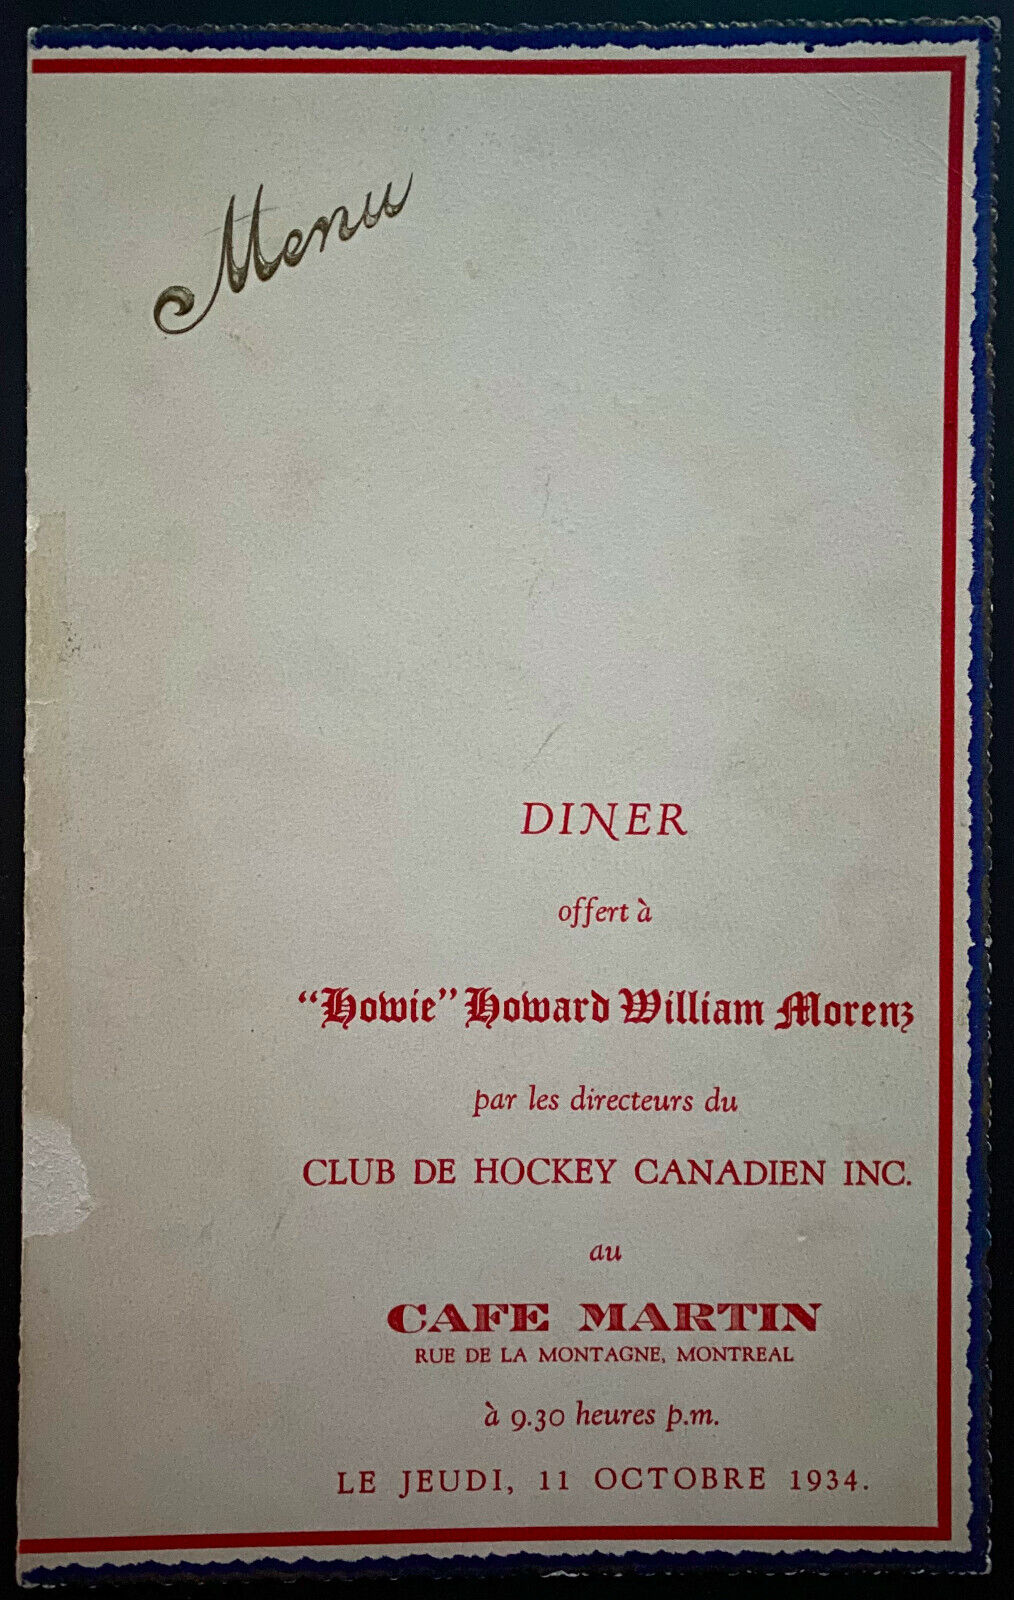 Menu
DINER
offert à
"Howie" Howard William Morenz
par les directeurs du
CLUB DE HOCKEY CANADIEN INC.
au
CAFE MARTIN
RUE DE LA MONTAGNE, MONTREAL
à 9.30 heures p.m.
LE JEUDI, 11 OCTOBRE 1934.